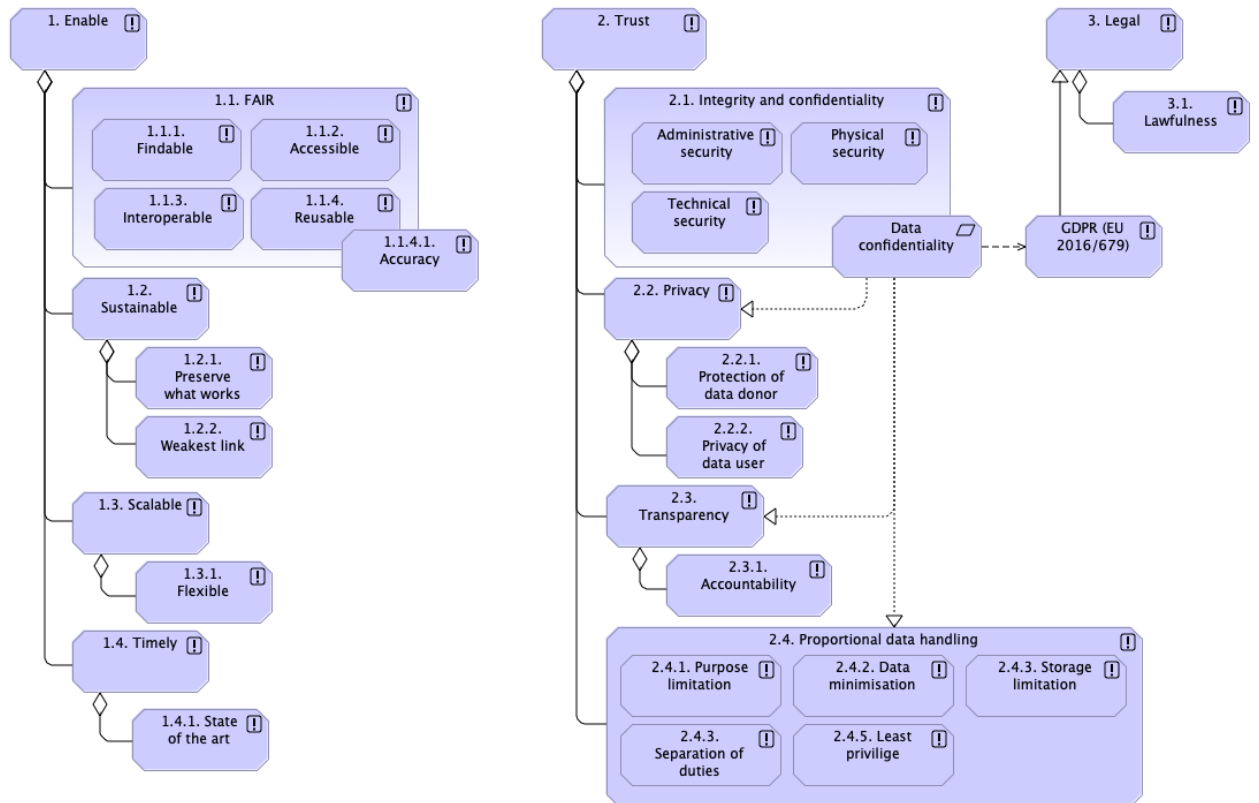 1. Enable
1.1. FAIR
1.1.1.
Findable
1.1.2.
Accessible
1.1.3.
Interoperable
1.1.4.
Reusable
1.1.4.1.
Accuracy
1.2.
Sustainable
1.2.1.
Preserve
what works
1.2.2.
Weakest link
1.3. Scalable
1.3.1.
Flexible
1.4. Timely
1.4.1. State
of the art
2. Trust
2.1. Integrity and confidentiality
Administrative
security
Physical
security
Technical
security
Data
confidentiality
2.2. Privacy
2.2.1.
Protection of
data donor
2.2.2.
Privacy of
data user
2.3.
Transparency
2.3.1.
Accountability
2.4. Proportional data handling
2.4.1. Purpose
limitation
2.4.2. Data
minimisation
2.4.3. Storage
limitation
2.4.3.
Separation of
duties
2.4.5. Least
privilige
3. Legal
3.1.
Lawfulness
GDPR (EU
2016/679)